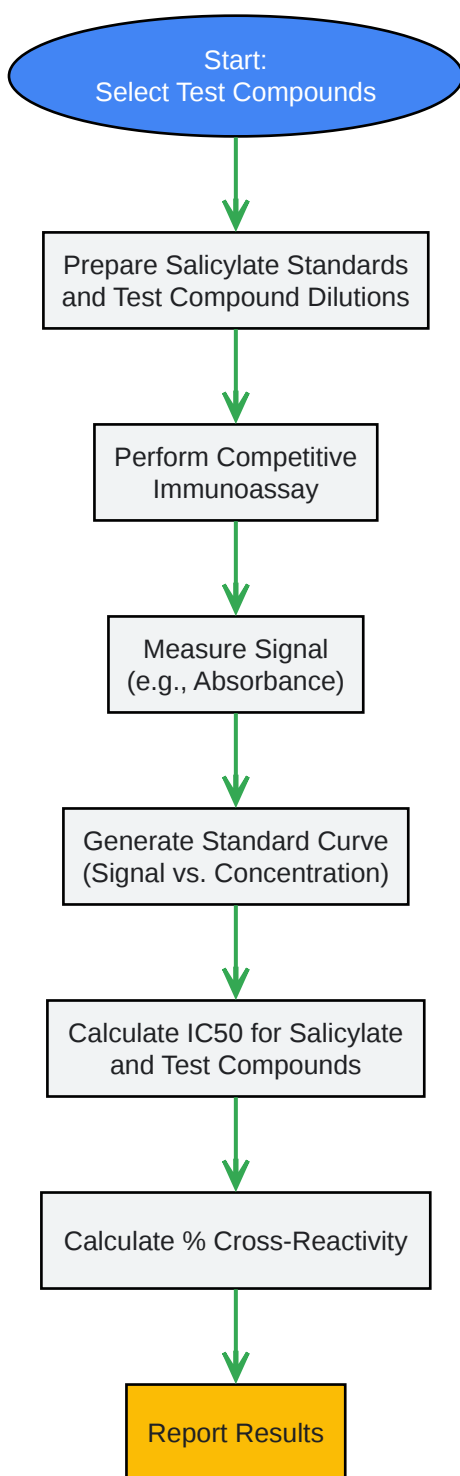 Start:
Select Test Compounds
Prepare Salicylate Standards
and Test Compound Dilutions
Perform Competitive
Immunoassay
Measure Signal
(e.g., Absorbance)
Generate Standard Curve
(Signal vs. Concentration)
Calculate IC50 for Salicylate
and Test Compounds
Calculate % Cross-Reactivity
Report Results